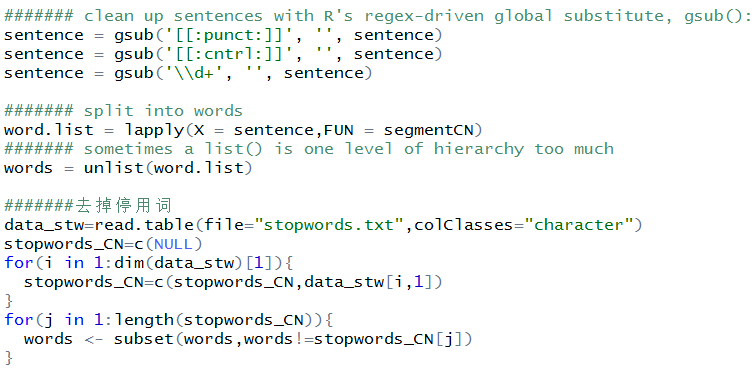 ####### clean up sentences with R's regex-driven global substitute, gsub():
sentence = gsub('[[:punct:]]', '', sentence)
sentence = gsub('[[:cntrl:]]', '', sentence)
sentence = gsub('\\d+', '', sentence)

####### split into words
word.list = lapply(X = sentence,FUN = segmentCN)
####### sometimes a list() is one level of hierarchy too much
words = unlist(word.list)

#######去掉停用词
data_stw=read.table(file="stopwords.txt",colClasses="character")
stopwords_CN=c(NULL)
for(i in 1:dim(data_stw)[1]){
  stopwords_CN=c(stopwords_CN,data_stw[i,1])
}
for(j in 1:length(stopwords_CN)){
  words <- subset(words,words!=stopwords_CN[j])
}